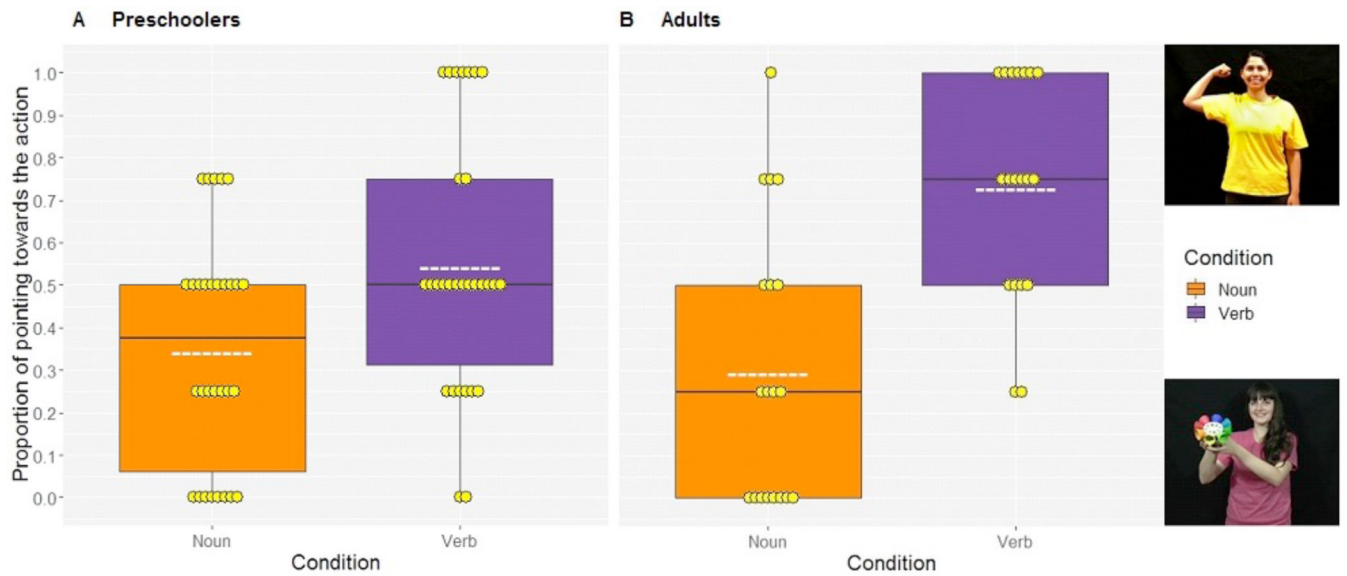 A Preschoolers
B Adults
Proportion of pointing towards the action
1.0
0.9
0.8
0.7
0.6
0.5
0.4
0.3
0.2
0.1
0.0
Noun
Verb
Condition
Noun
Verb
Condition
Condition
Noun
Verb